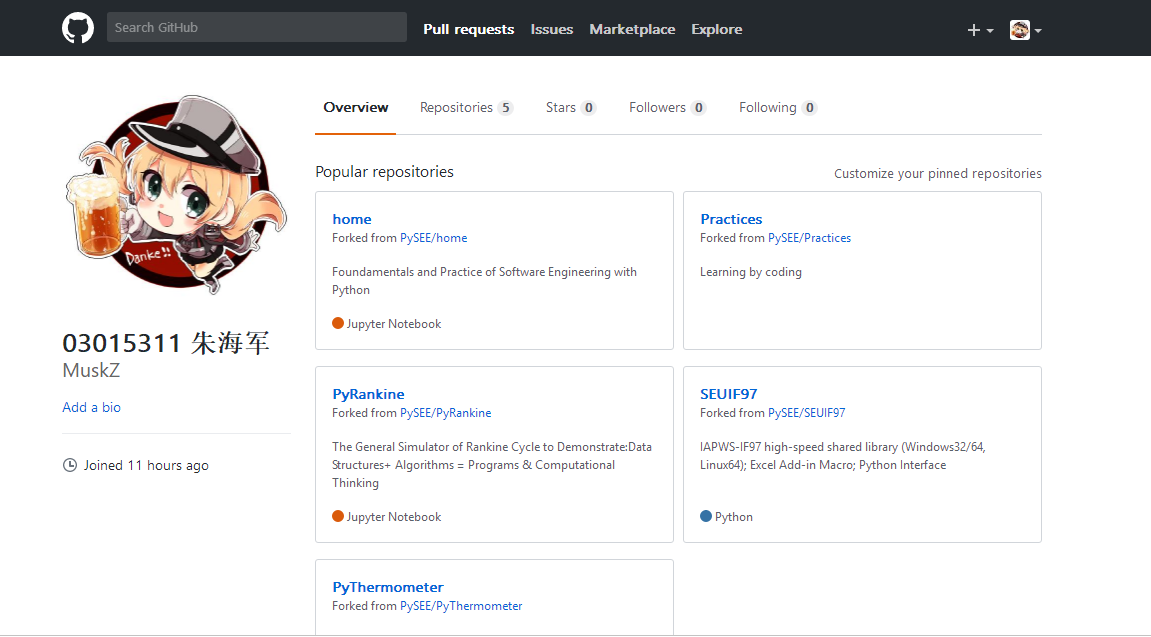 Search GitHub
Pull requests Issues Marketplace Explore
Danke!!
03015311 朱海军
MuskZ
Add a bio
Joined 11 hours ago
Overview Repositories 5 Stars 0 Followers 0 Following 0
Popular repositories
Customize your pinned repositories
home
Forked from PySEE/home
Foundamentals and Practice of Software Engineering with
Python
Jupyter Notebook
Practices
Forked from PySEE/Practices
Learning by coding
PyRankine
Forked from PySEE/PyRankine
The General Simulator of Rankine Cycle to Demonstrate:Data
Structures+ Algorithms = Programs & Computational
Thinking
Jupyter Notebook
SEUIF97
Forked from PySEE/SEUIF97
IAPWS-IF97 high-speed shared library (Windows32/64,
Linux64); Excel Add-in Macro; Python Interface
Python
PyThermometer
Forked from PySEE/PyThermometer